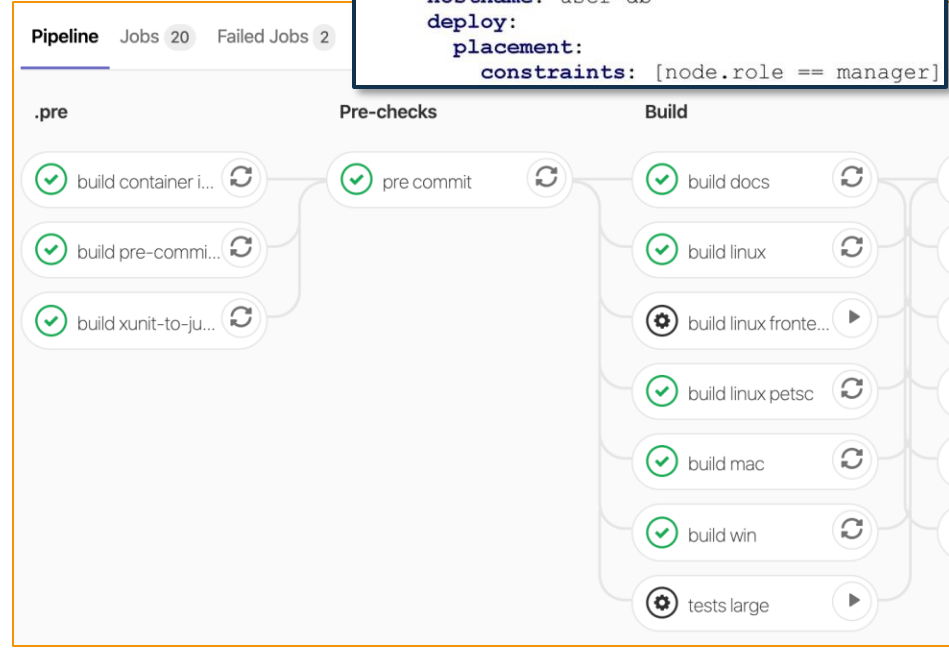 deploy:
placement:
constraints: [node.role == manager]
Pipeline Jobs 20 Failed Jobs 2
.pre Pre-checks Build
build container i... pre commit build docs
build pre-commi... build linux
build xunit-to-ju... build linux fronte...
build linux petsc
build mac
build win
tests large